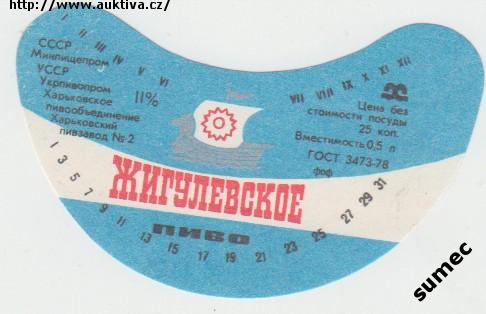 http://www.auktiva.cz/
I II III IV V VI
VII VIII IX X XI XII
СССР
Минпищепром
УССР
Укрпивопром
Харьковское
пивообъединение
Харьковский
пивзавод № 2
11%
Цена без
стоимости посуды
25 коп.
Вместимость 0,5 л
ГОСТ 3473-78
фоф
ЖИГУЛЕВСКОЕ
ПИВО
1 3 5 7 9 11 13 15 17 19 21 23 25 27 29 31
sumec